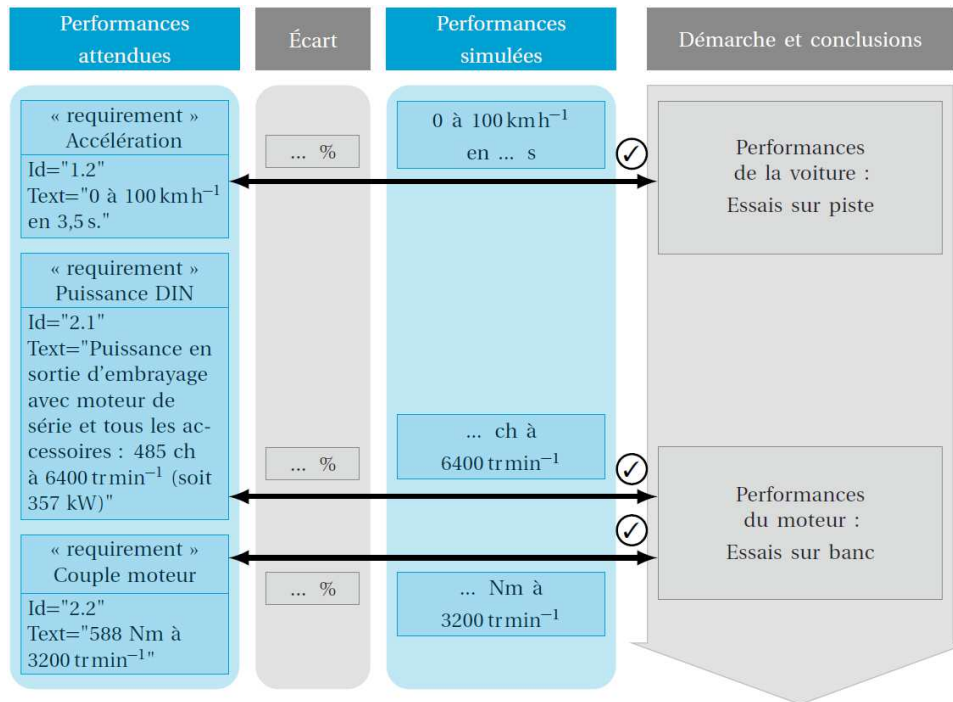 Performances
attendues
Écart
Performances
simulées
Démarche et conclusions
« requirement »
Accélération
Id="1.2"
Text="0 à 100 km h⁻¹
en 3,5 s."
... %
0 à 100 km h⁻¹
en ... s
✓
Performances
de la voiture :
Essais sur piste
« requirement »
Puissance DIN
Id="2.1"
Text="Puissance en
sortie d'embrayage
avec moteur de
série et tous les ac-
cessoires : 485 ch
à 6400 tr min⁻¹ (soit
357 kW)"
... %
... ch à
6400 tr min⁻¹
✓
Performances
du moteur :
Essais sur banc
✓
« requirement »
Couple moteur
Id="2.2"
Text="588 Nm à
3200 tr min⁻¹"
... %
... Nm à
3200 tr min⁻¹